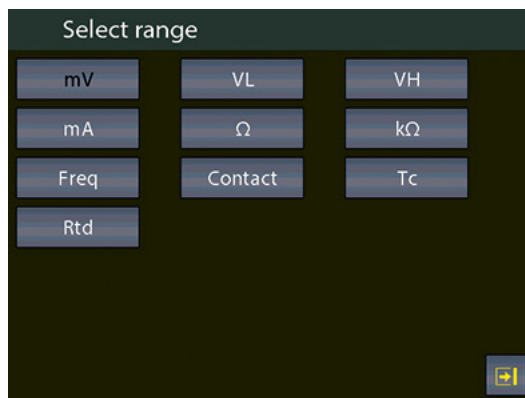 Select range
mV VL VH
mA Ω kΩ
Freq Contact Tc
Rtd